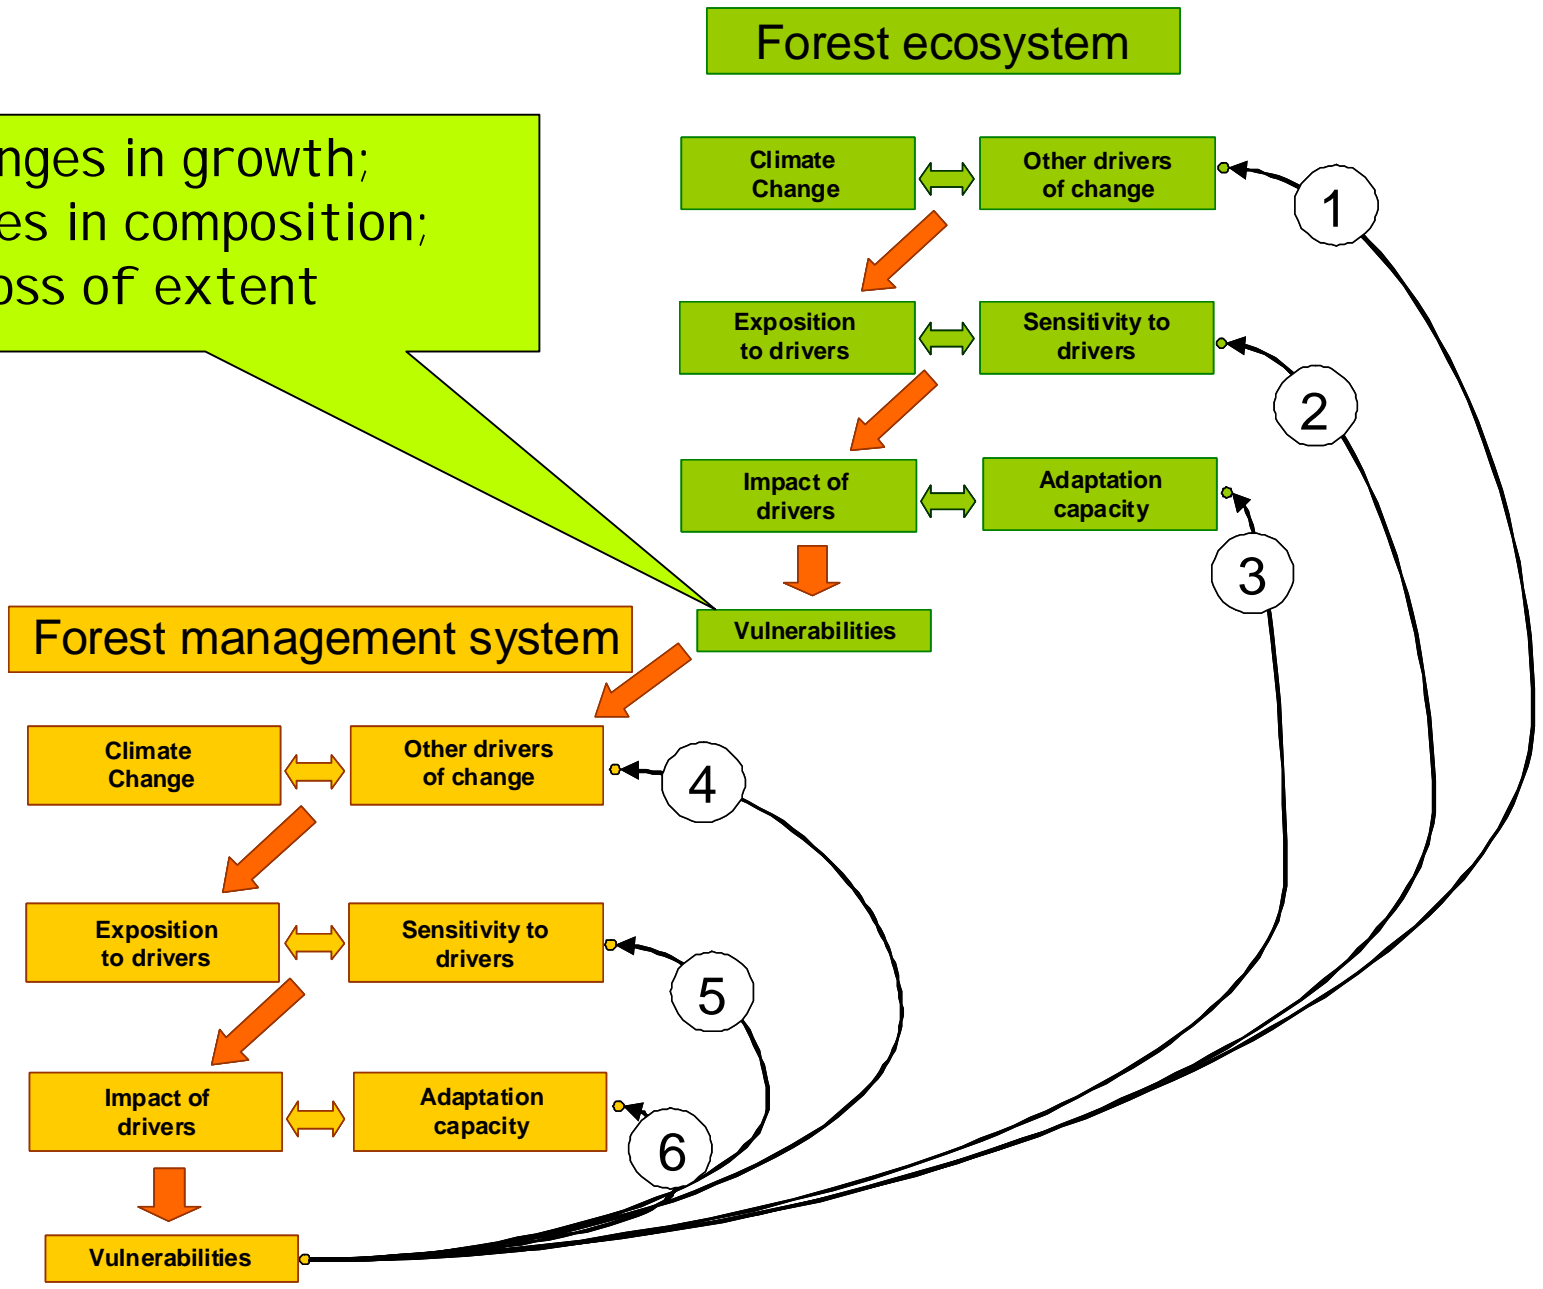 Forest ecosystem
nges in growth;
es in composition;
oss of extent
Climate
Change
Other drivers
of change
1
Exposition
to drivers
Sensitivity to
drivers
2
Impact of
drivers
Adaptation
capacity
3
Vulnerabilities
Forest management system
Climate
Change
Other drivers
of change
4
Exposition
to drivers
Sensitivity to
drivers
5
Impact of
drivers
Adaptation
capacity
6
Vulnerabilities